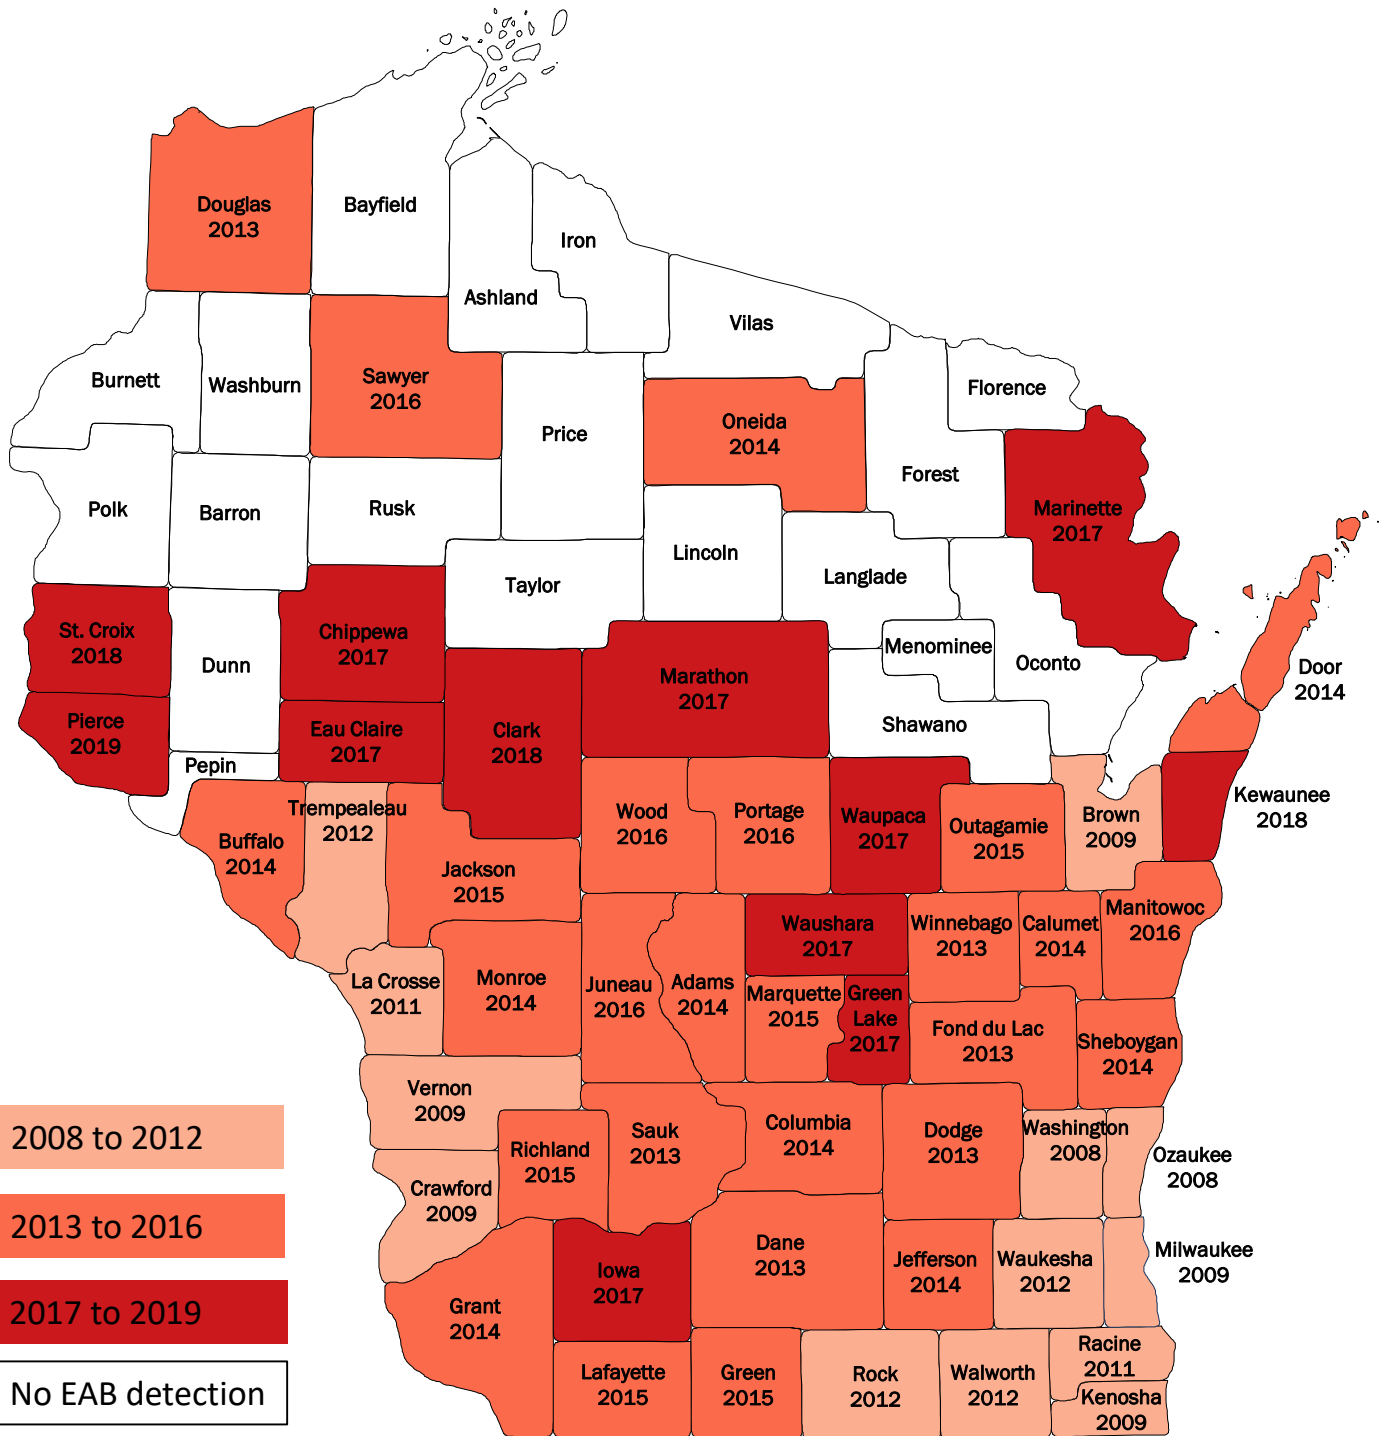 Douglas
2013
Bayfield
Iron
Ashland
Vilas
Burnett
Washburn
Sawyer
2016
Florence
Price
Oneida
2014
Forest
Polk
Barron
Rusk
Marinette
2017
Lincoln
Taylor
Langlade
St. Croix
2018
Chippewa
2017
Dunn
Menominee
Oconto
Door
2014
Marathon
2017
Pierce
2019
Eau Claire
2017
Clark
2018
Shawano
Pepin
Kewaunee
2018
Trempealeau
2012
Wood
2016
Portage
2016
Waupaca
2017
Outagamie
2015
Brown
2009
Buffalo
2014
Jackson
2015
Manitowoc
2016
Waushara
2017
Winnebago
2013
Calumet
2014
La Crosse
2011
Monroe
2014
Juneau
2016
Adams
2014
Marquette
2015
Green
Lake
2017
Fond du Lac
2013
Sheboygan
2014
Vernon
2009
Columbia
2014
Dodge
2013
Washington
2008
Ozaukee
2008
Richland
2015
Sauk
2013
Crawford
2009
Dane
2013
Jefferson
2014
Waukesha
2012
Milwaukee
2009
Iowa
2017
Grant
2014
Lafayette
2015
Green
2015
Rock
2012
Walworth
2012
Racine
2011
Kenosha
2009
2008 to 2012
2013 to 2016
2017 to 2019
No EAB detection